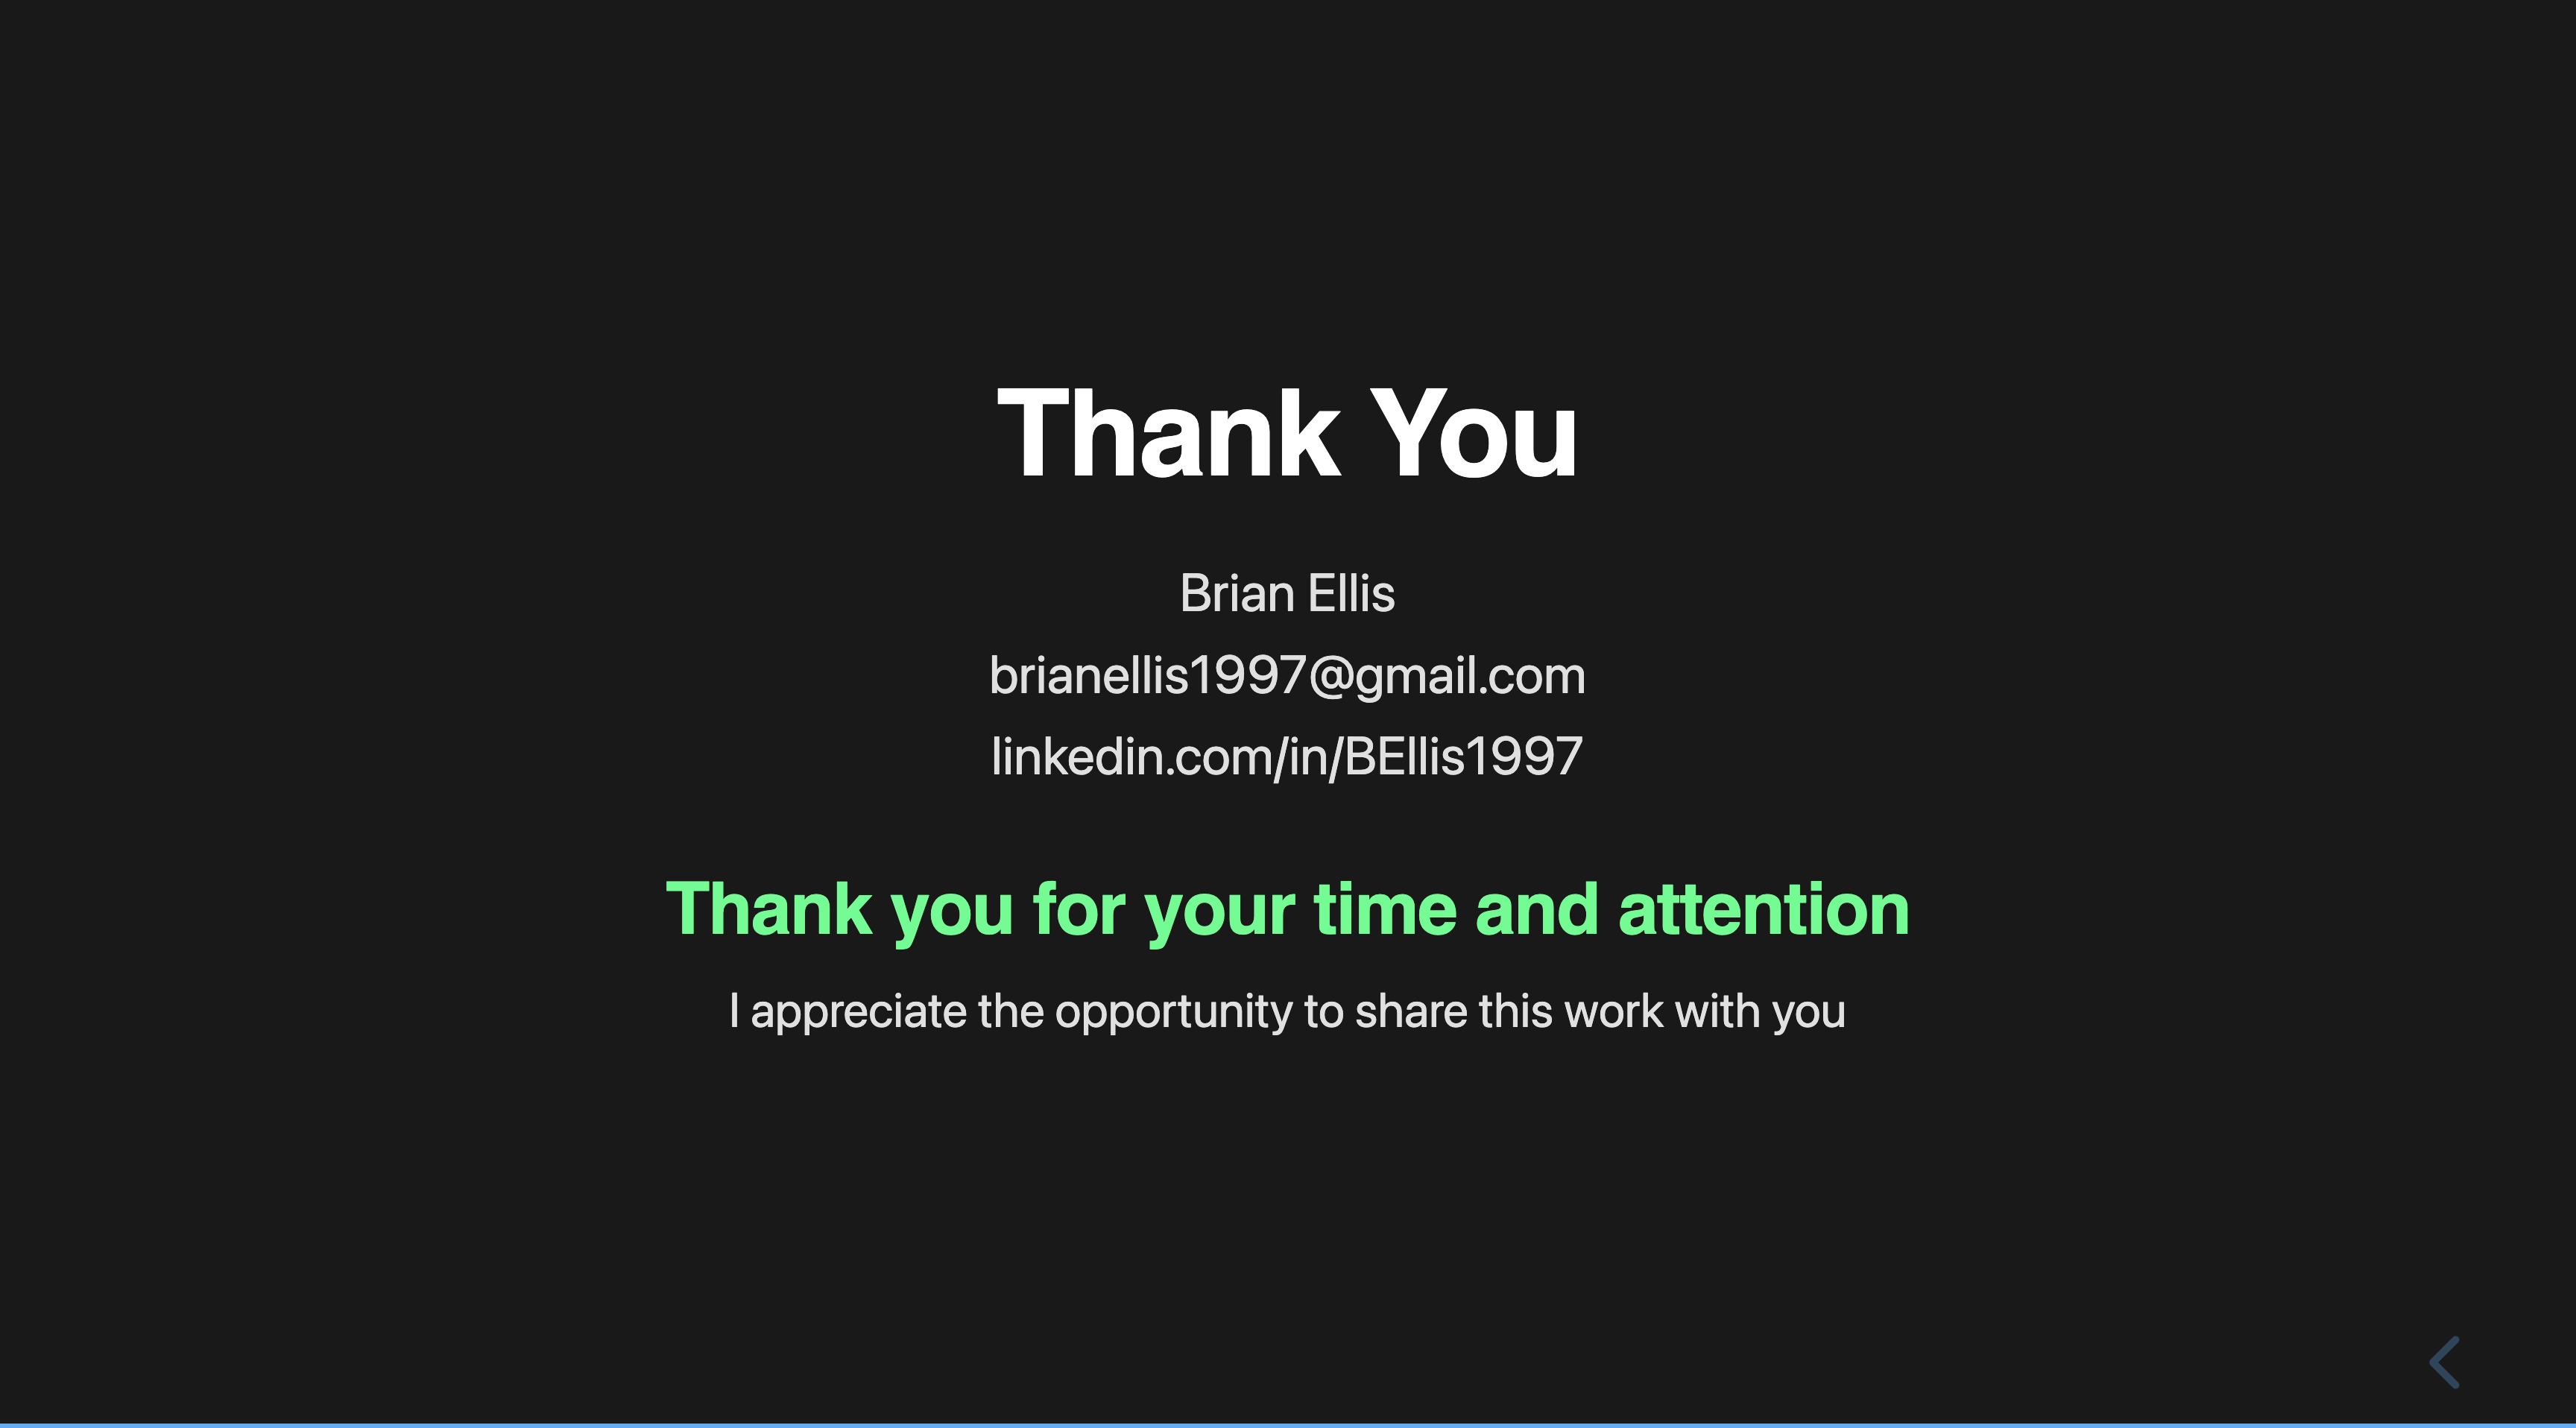 Thank You
Brian Ellis
brianellis1997@gmail.com
linkedin.com/in/BEllis1997
Thank you for your time and attention
I appreciate the opportunity to share this work with you